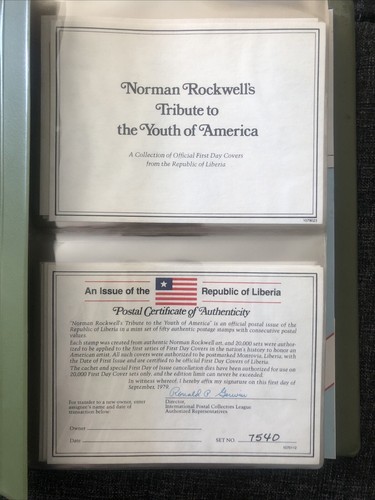 Norman Rockwell's
Tribute to
the Youth of America
A Collection of Official First Day Covers
from the Republic of Liberia
An Issue of the Republic of Liberia
Postal Certificate of Authenticity
"Norman Rockwell's Tribute to the Youth of America" is an official postal issue of the
Republic of Liberia in a mint set of fifty authentic postage stamps with consecutive postal
values.
Each stamp was created from authentic Norman Rockwell art, and 20,000 sets were author-
ized to be applied to the first series of First Day Covers in the nation's history to honor an
American artist. All such covers were authorized to be postmarked Monrovia, Liberia, with
the Date of First Issue and are certified to be official First Day Covers of Liberia.
The cachet and special First Day of Issue cancellation dies have been authorized for use on
20,000 First Day Cover sets only, and the edition limit can never be exceeded.
In witness whereof, I hereby affix my signature on this first day of
September, 1979.
For transfer to a new owner, enter
assignee's name and date of
transaction below:
Director,
International Postal Collectors League
Authorized Representatives
Owner
Date
SET NO. 7540